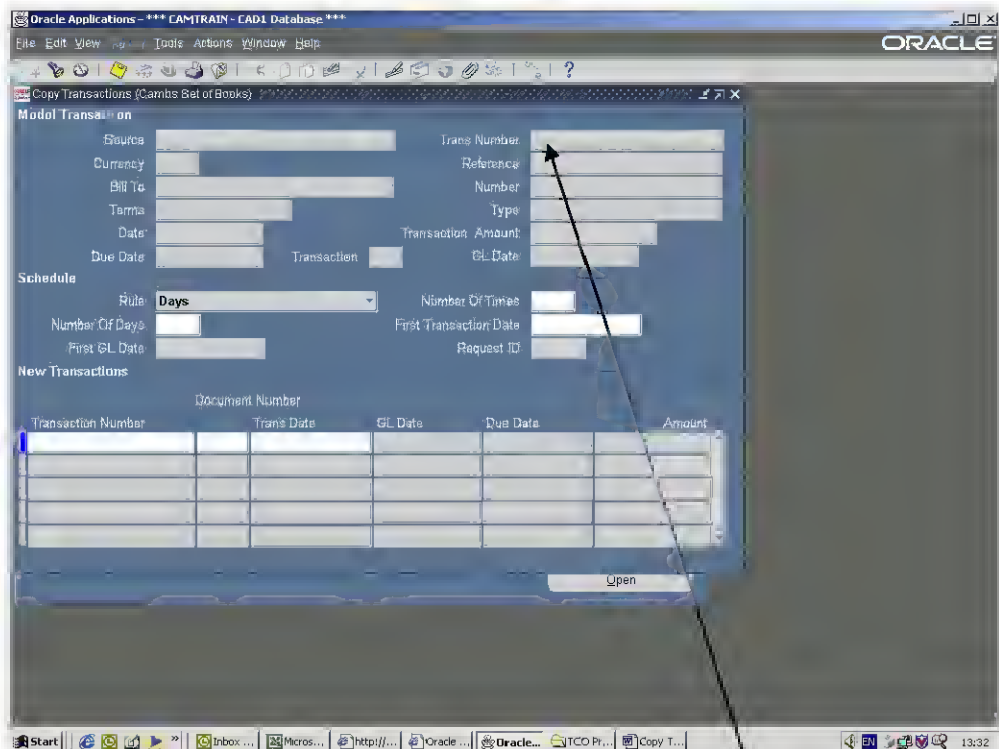 Oracle Applications - *** CAMTRAIN - CAD1 Database ***
File Edit View Tools Actions Window Help
ORACLE
Copy Transactions (Cambs Set of Books)
Model Transaction
Source Trans Number
Currency Reference
Bill To Number
Terms Type
Date Transaction Amount
Due Date Transaction GL Date
Schedule
Rule Days Number Of Times
Number Of Days First Transaction Date
First GL Date Request ID
New Transactions
Document Number
Transaction Number Trans Date GL Date Due Date Amount
Open
Start Inbox ... Micros... http://... Oracle ... Oracle... TCO Pr... Copy T... EN 13:32